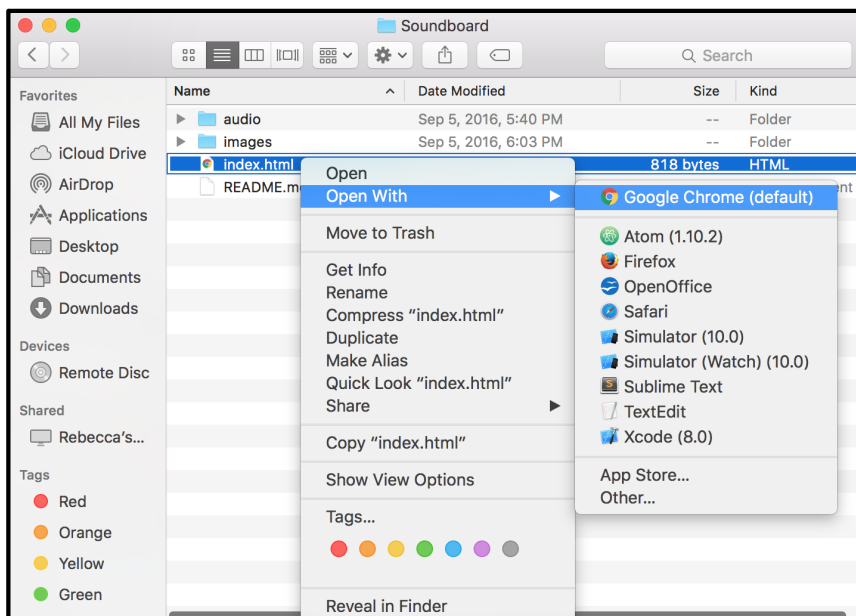 Soundboard
Search
Favorites
All My Files
iCloud Drive
AirDrop
Applications
Desktop
Documents
Downloads
Devices
Remote Disc
Shared
Rebecca's...
Tags
Red
Orange
Yellow
Green
Name Date Modified Size Kind
audio Sep 5, 2016, 5:40 PM -- Folder
images Sep 5, 2016, 6:03 PM -- Folder
index.html 818 bytes HTML
README.m
Open
Open With
Move to Trash
Get Info
Rename
Compress “index.html”
Duplicate
Make Alias
Quick Look “index.html”
Share
Copy “index.html”
Show View Options
Tags...
Reveal in Finder
Google Chrome (default)
Atom (1.10.2)
Firefox
OpenOffice
Safari
Simulator (10.0)
Simulator (Watch) (10.0)
Sublime Text
TextEdit
Xcode (8.0)
App Store...
Other...